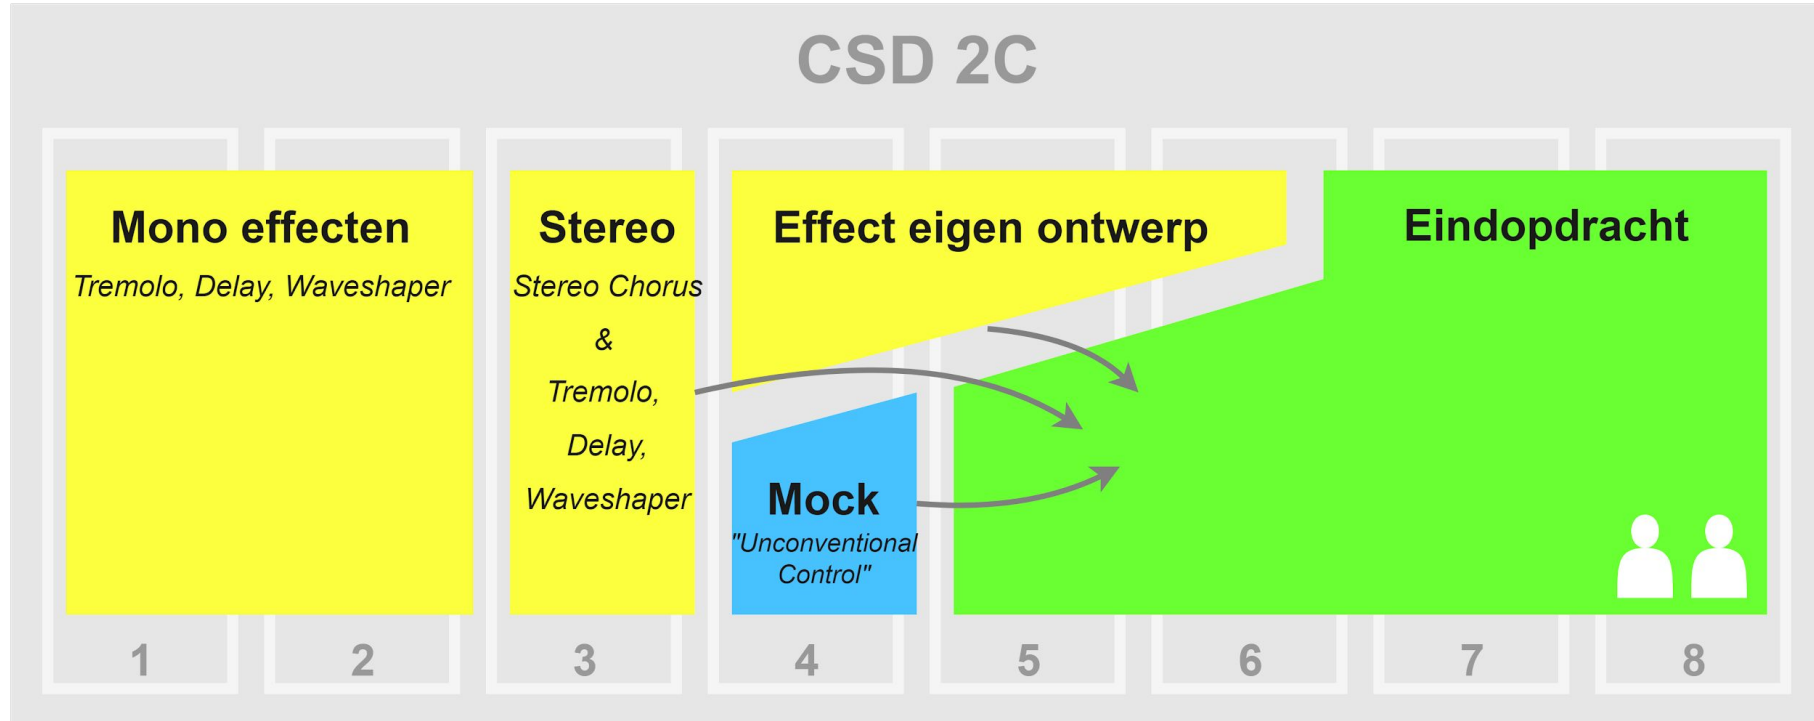 CSD 2C
Mono effecten
Tremolo, Delay, Waveshaper
Stereo
Stereo Chorus
&
Tremolo,
Delay,
Waveshaper
Effect eigen ontwerp
Mock
"Unconventional
Control"
Eindopdracht
1
2
3
4
5
6
7
8